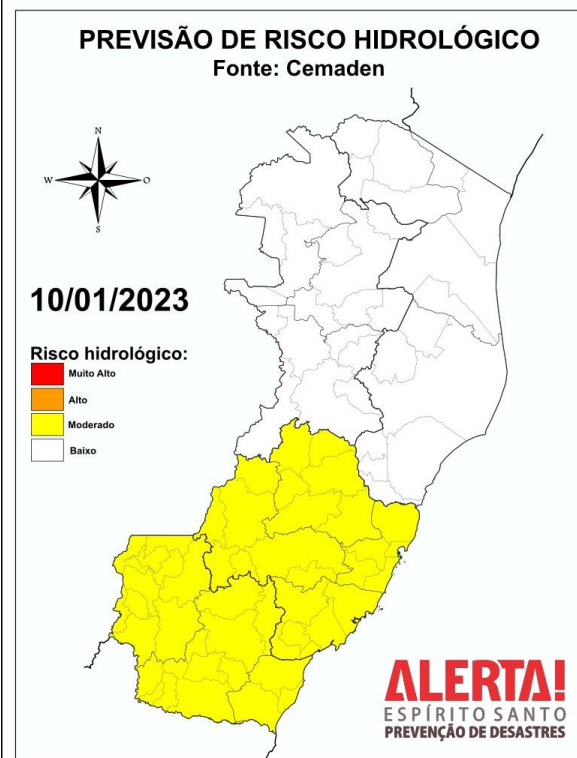 PREVISÃO DE RISCO HIDROLÓGICO
Fonte: Cemaden
N
W
O
S
10/01/2023
Risco hidrológico:
Muito Alto
Alto
Moderado
Baixo
ALERTA!
ESPÍRITO SANTO
PREVENÇÃO DE DESASTRES